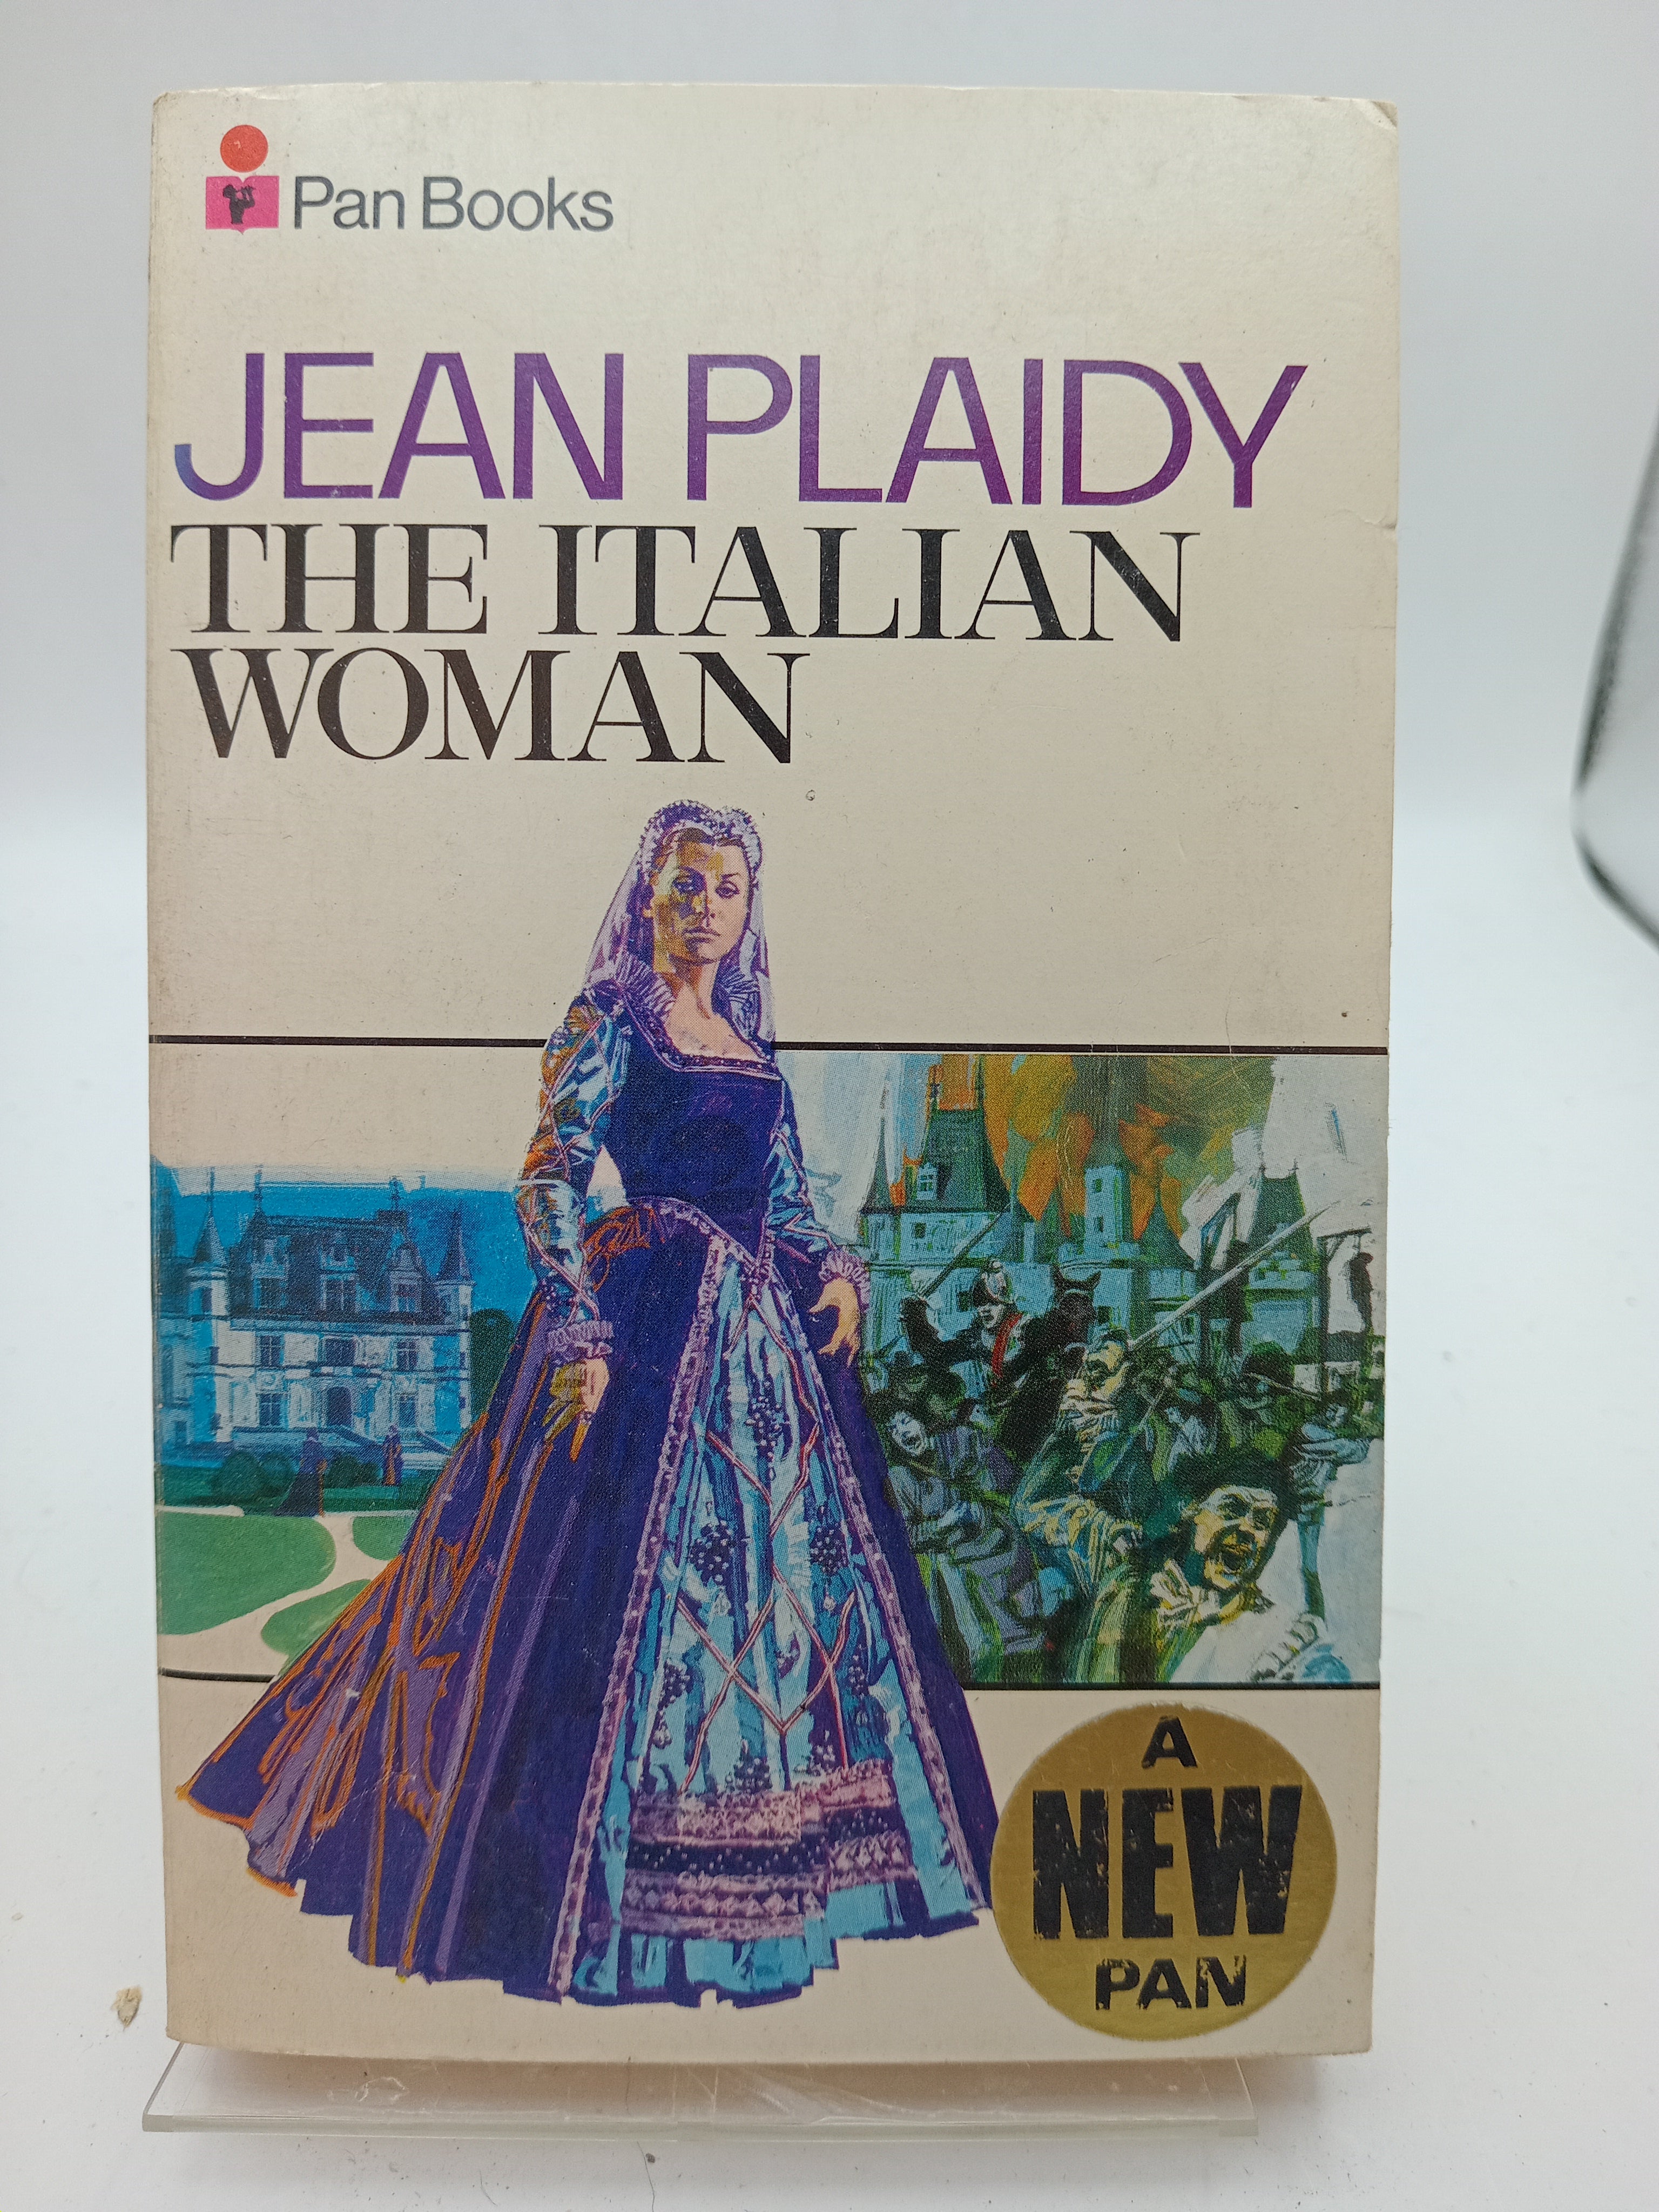 Pan Books
JEAN PLAIDY
THE ITALIAN
WOMAN
A
NEW
PAN